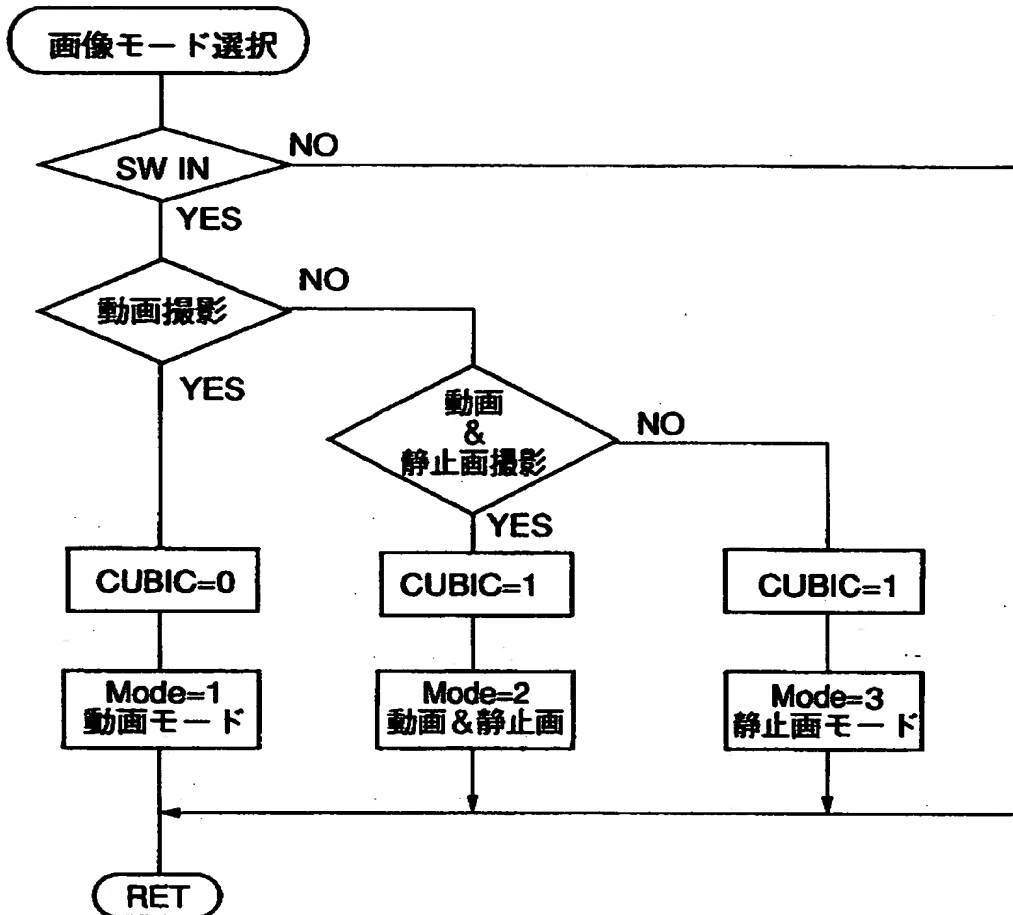 画像モード選択
SW IN
NO
YES
動画撮影
NO
YES
動画
&
静止画撮影
NO
YES
CUBIC=0
CUBIC=1
CUBIC=1
Mode=1
動画モード
Mode=2
動画&静止画
Mode=3
静止画モード
RET